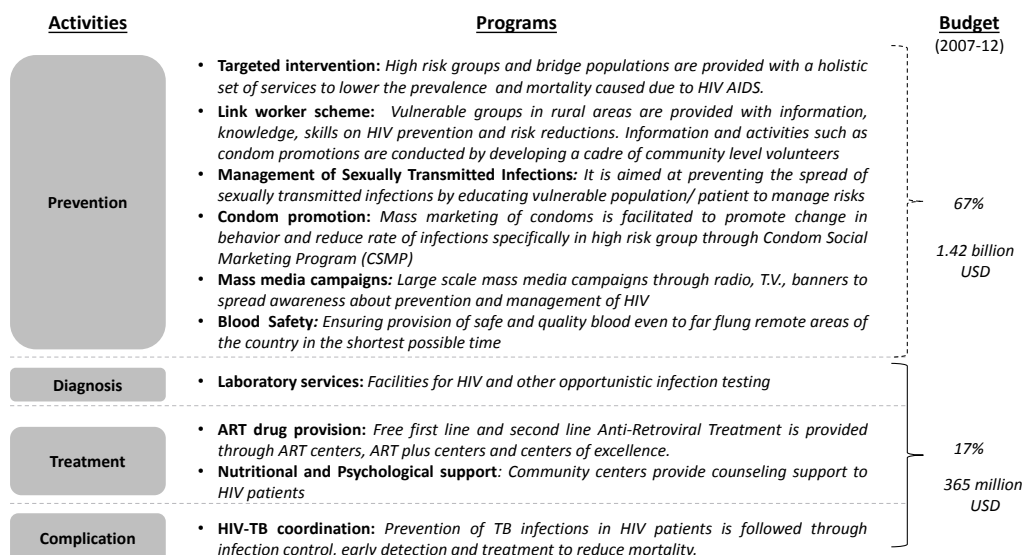 Activities
Programs
Budget
(2007-12)
Prevention
• Targeted intervention: High risk groups and bridge populations are provided with a holistic
set of services to lower the prevalence and mortality caused due to HIV AIDS.
• Link worker scheme: Vulnerable groups in rural areas are provided with information,
knowledge, skills on HIV prevention and risk reductions. Information and activities such as
condom promotions are conducted by developing a cadre of community level volunteers
• Management of Sexually Transmitted Infections: It is aimed at preventing the spread of
sexually transmitted infections by educating vulnerable population/ patient to manage risks
• Condom promotion: Mass marketing of condoms is facilitated to promote change in
behavior and reduce rate of infections specifically in high risk group through Condom Social
Marketing Program (CSMP)
• Mass media campaigns: Large scale mass media campaigns through radio, T.V., banners to
spread awareness about prevention and management of HIV
• Blood Safety: Ensuring provision of safe and quality blood even to far flung remote areas of
the country in the shortest possible time
67%
1.42 billion
USD
Diagnosis
• Laboratory services: Facilities for HIV and other opportunistic infection testing
Treatment
• ART drug provision: Free first line and second line Anti-Retroviral Treatment is provided
through ART centers, ART plus centers and centers of excellence.
• Nutritional and Psychological support: Community centers provide counseling support to
HIV patients
17%
365 million
USD
Complication
• HIV-TB coordination: Prevention of TB infections in HIV patients is followed through
infection control, early detection and treatment to reduce mortality.